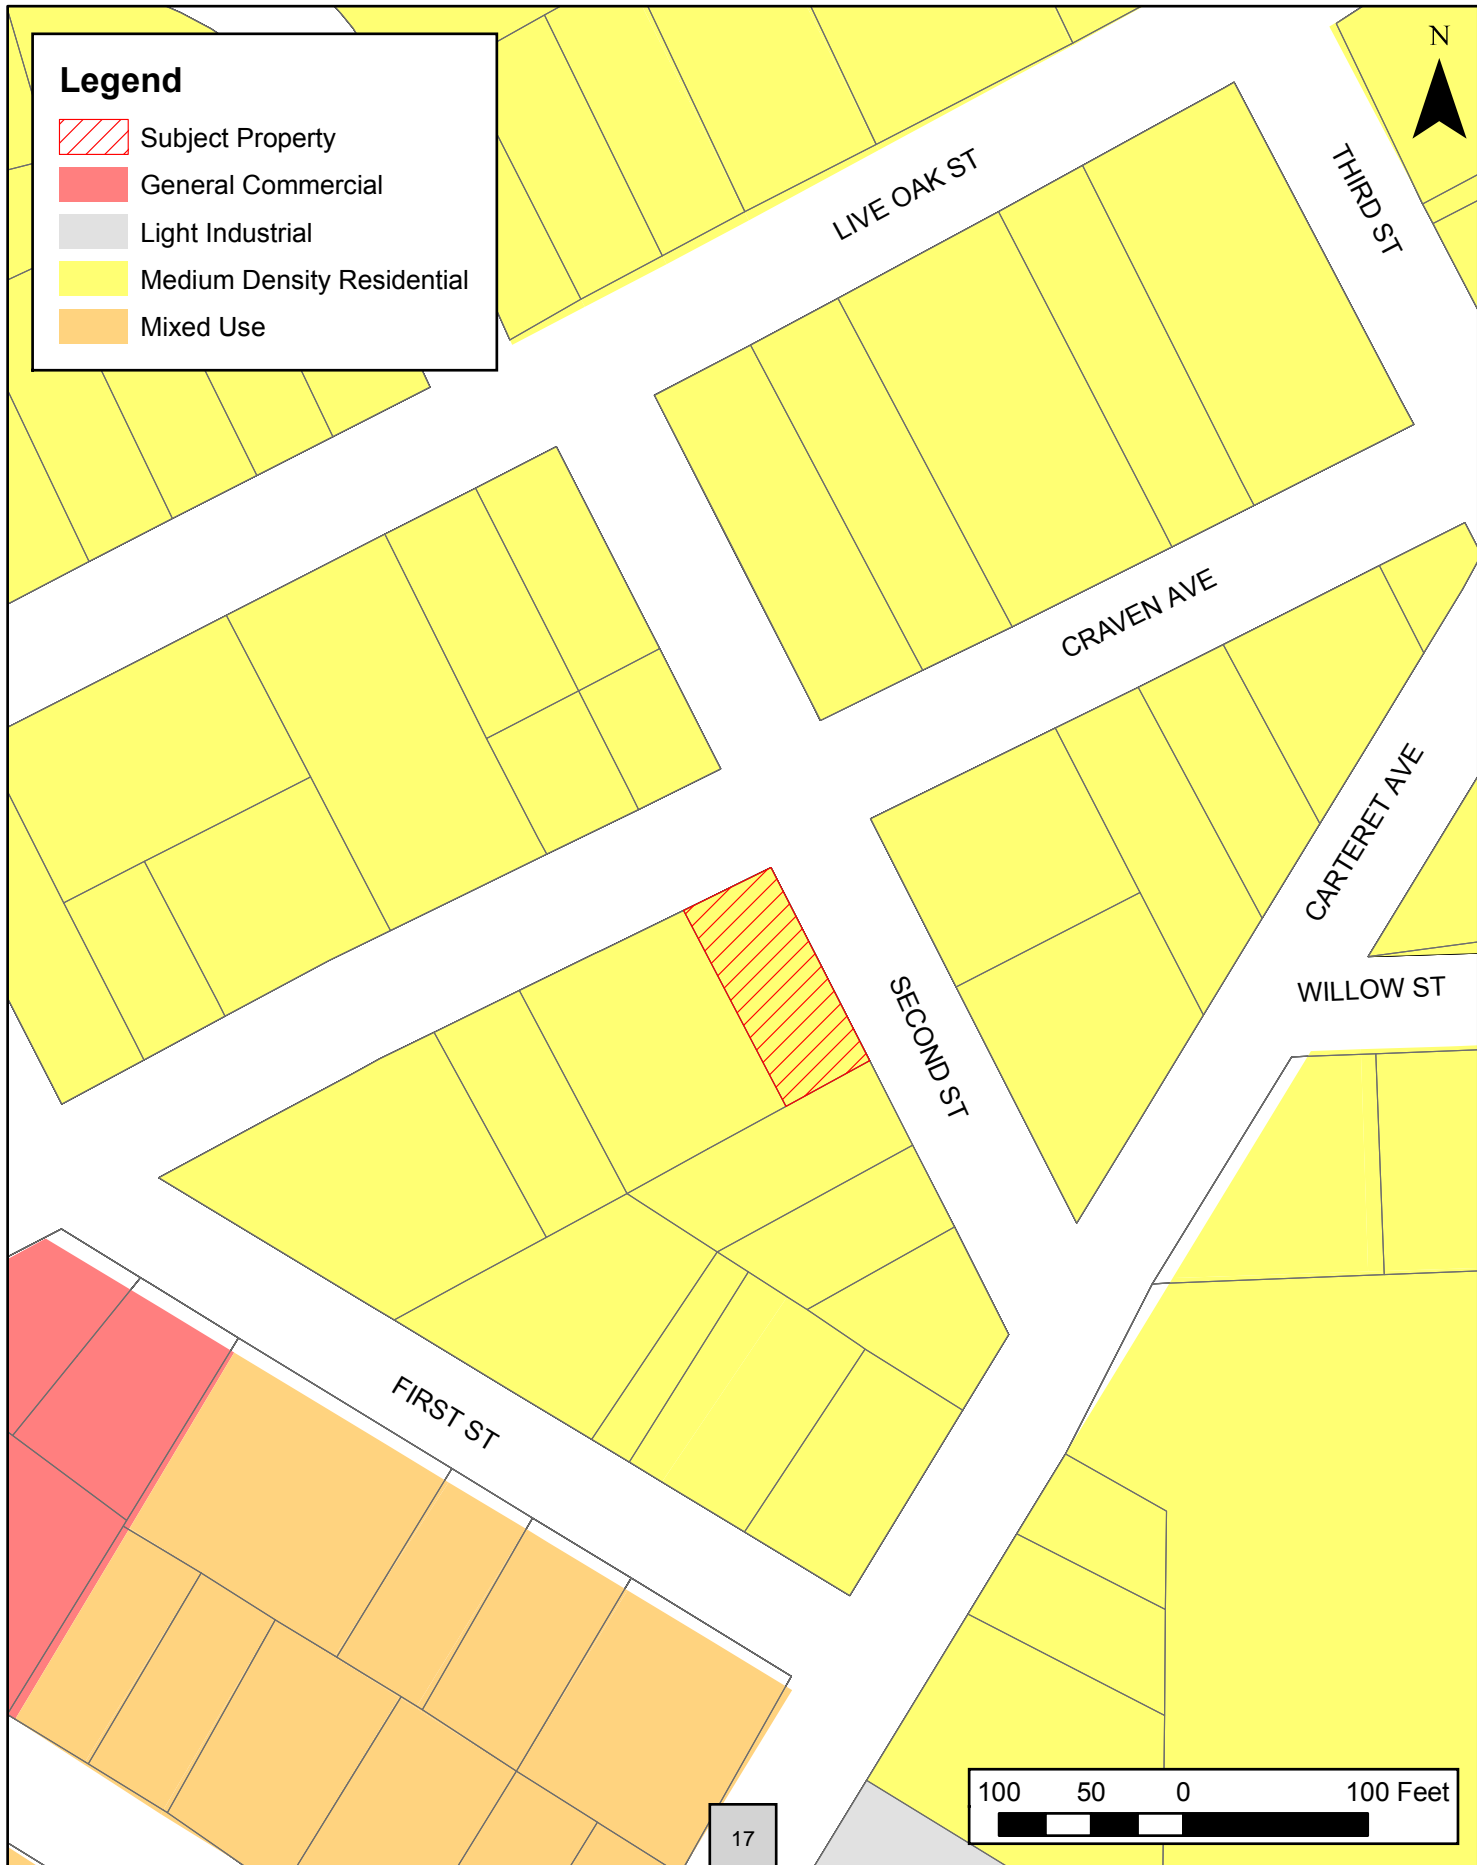 Legend
Subject Property
General Commercial
Light Industrial
Medium Density Residential
Mixed Use
N
LIVE OAK ST
THIRD ST
CRAVEN AVE
CARTERET AVE
SECOND ST
WILLOW ST
FIRST ST
100 50 0 100 Feet
17